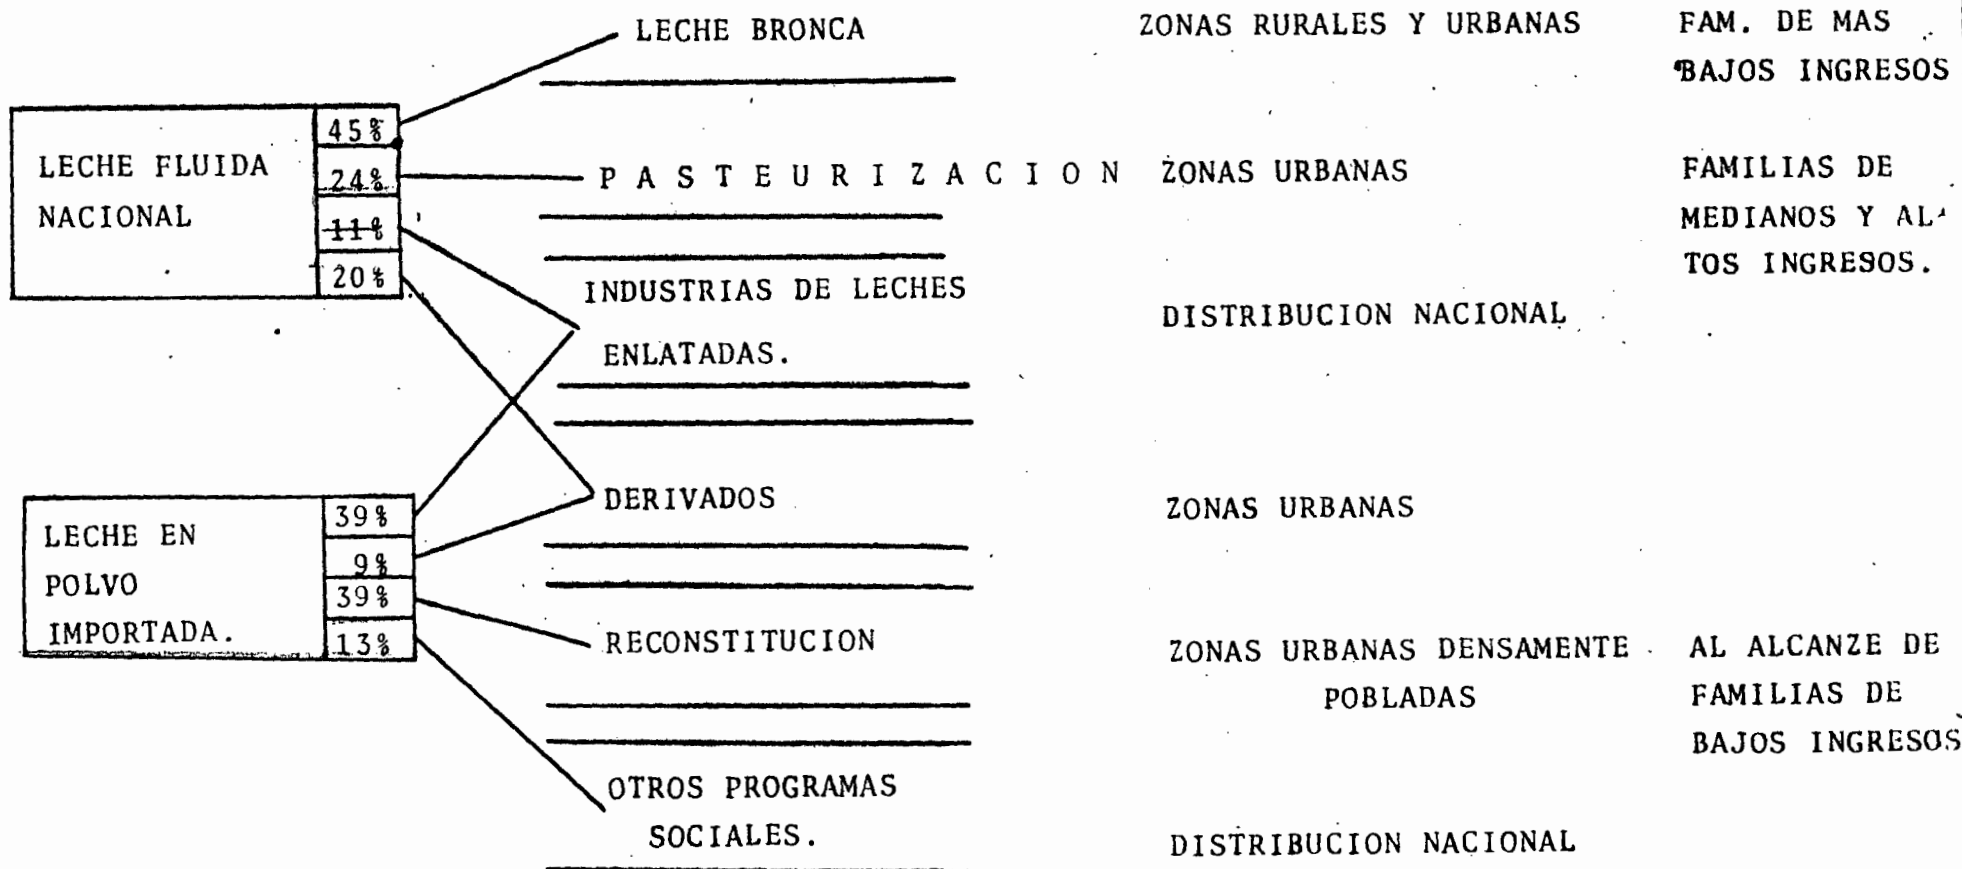 LECHE BRONCA ZONAS RURALES Y URBANAS FAM. DE MAS
BAJOS INGRESOS
45%
LECHE FLUIDA
NACIONAL
24%
11%
20%
P A S T E U R I Z A C I O N ZONAS URBANAS FAMILIAS DE
MEDIANOS Y AL-
TOS INGRESOS.
INDUSTRIAS DE LECHES
ENLATADAS.
DISTRIBUCION NACIONAL
LECHE EN
POLVO
IMPORTADA.
39%
9%
39%
13%
DERIVADOS ZONAS URBANAS
RECONSTITUCION ZONAS URBANAS DENSAMENTE
POBLADAS
AL ALCANZE DE
FAMILIAS DE
BAJOS INGRESOS
OTROS PROGRAMAS
SOCIALES.
DISTRIBUCION NACIONAL